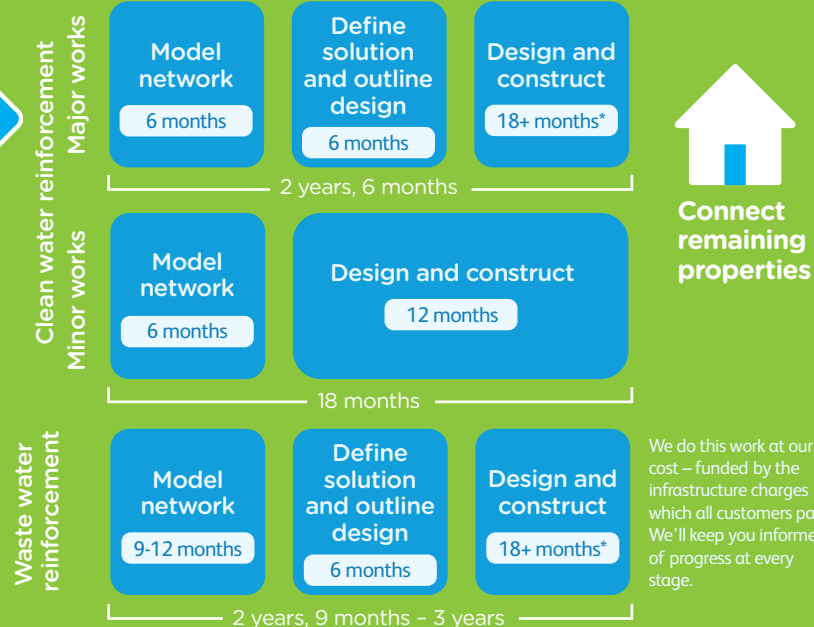 Clean water reinforcement
Major works
Model
network
6 months
Define
solution
and outline
design
6 months
Design and
construct
18+ months*
2 years, 6 months
Minor works
Model
network
6 months
Design and construct
12 months
18 months
Connect
remaining
properties
Waste water
reinforcement
Model
network
9-12 months
Define
solution
and outline
design
6 months
Design and
construct
18+ months*
2 years, 9 months – 3 years
We do this work at our
cost – funded by the
infrastructure charges
which all customers pa
We'll keep you informe
of progress at every
stage.